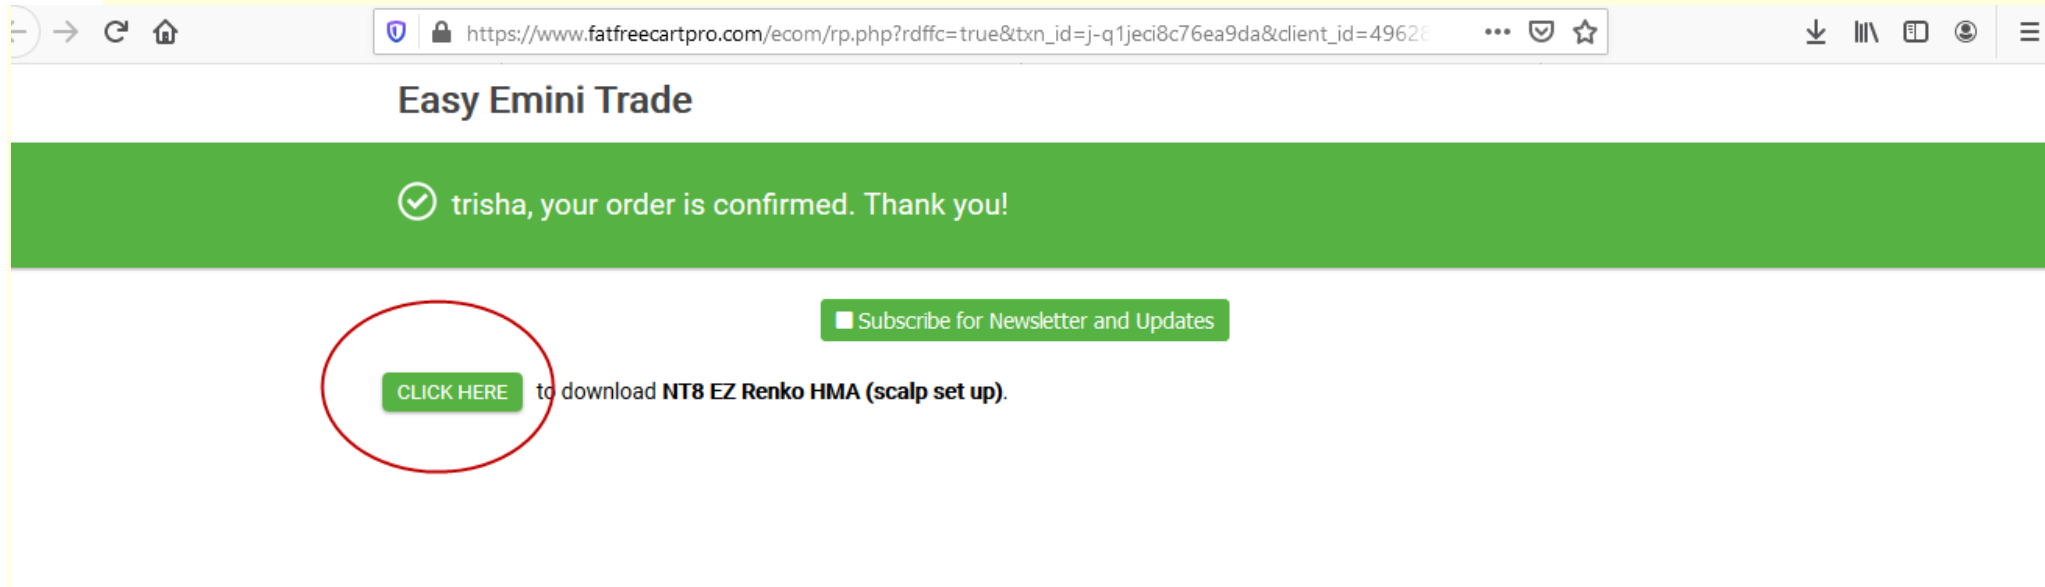 https://www.fatfreecartpro.com/ecom/rp.php?rdffc=true&txn_id=j-q1jeci8c76ea9da&client_id=49628
Easy Emini Trade
trisha, your order is confirmed. Thank you!
Subscribe for Newsletter and Updates
CLICK HERE to download NT8 EZ Renko HMA (scalp set up).